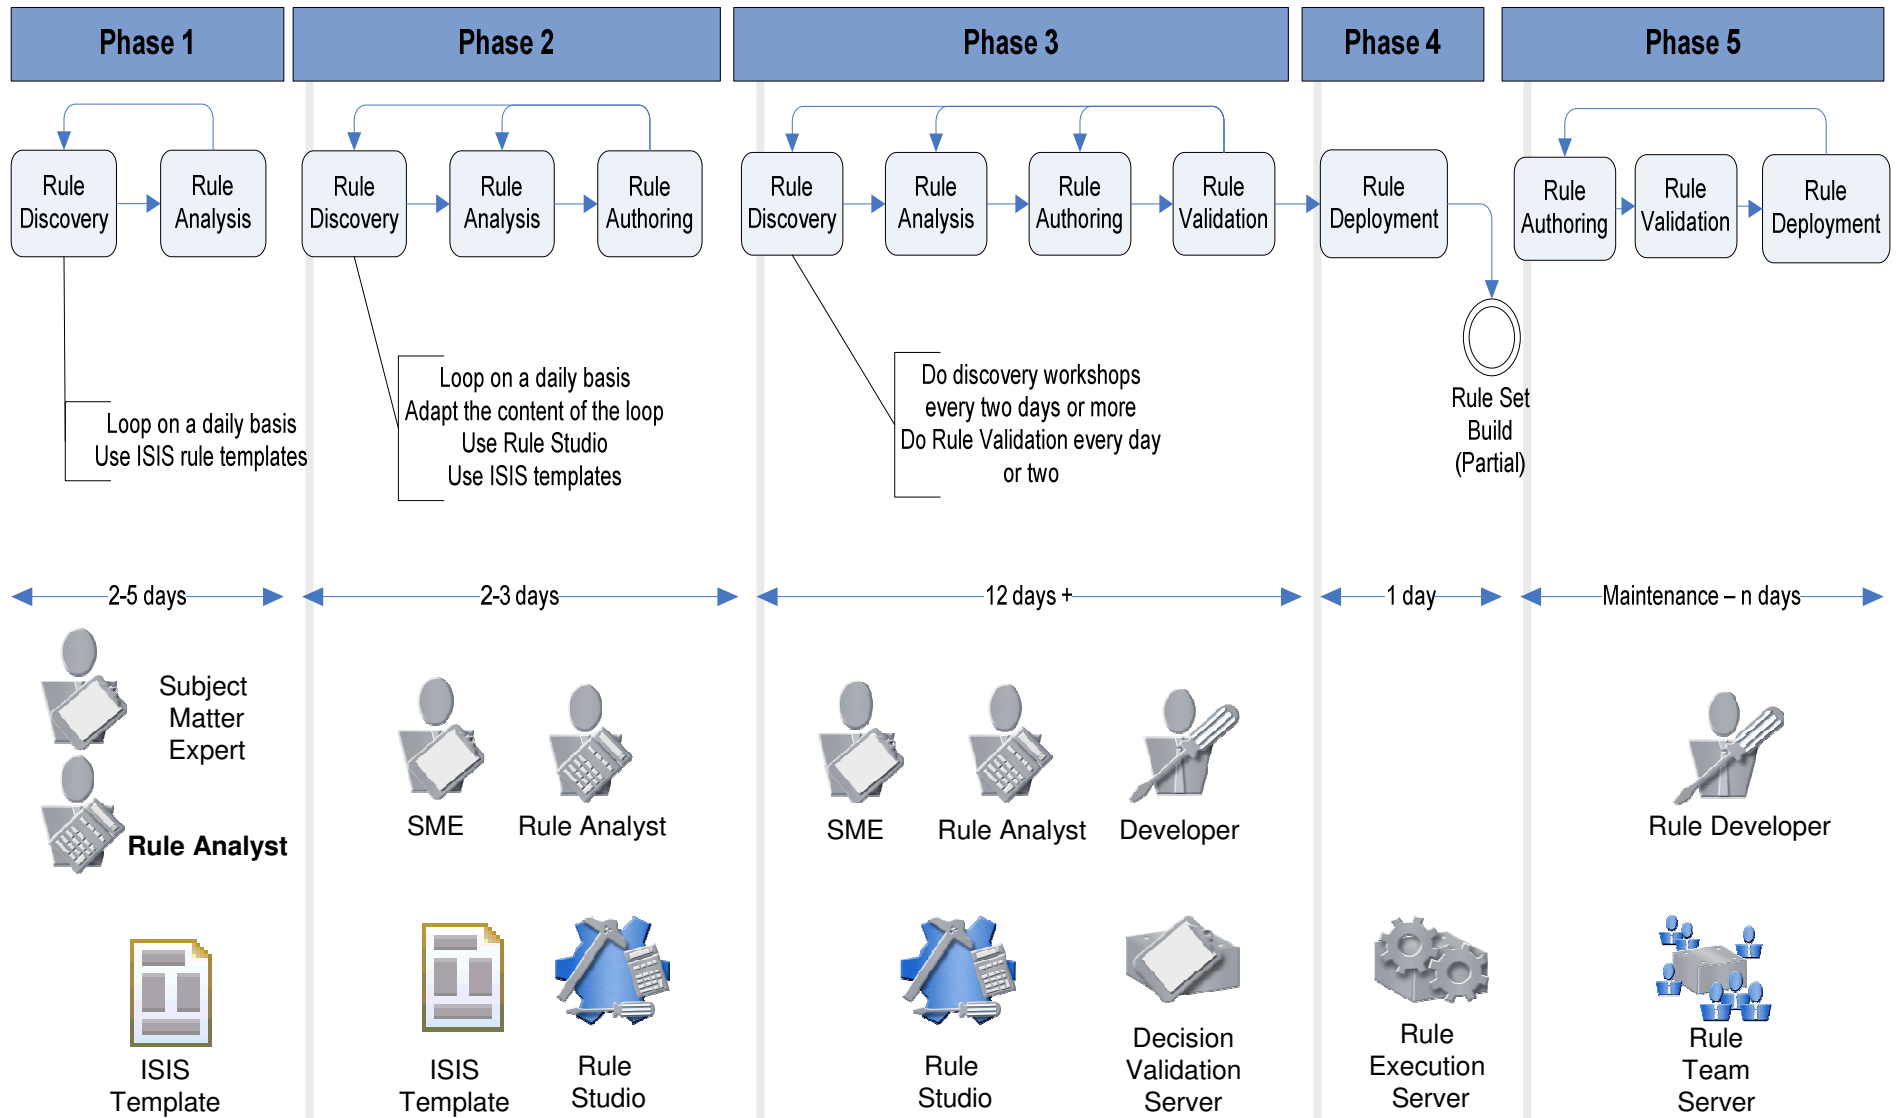 Phase 1
Phase 2
Phase 3
Phase 4
Phase 5
Rule
Discovery
Rule
Analysis
Rule
Discovery
Rule
Analysis
Rule
Authoring
Rule
Discovery
Rule
Analysis
Rule
Authoring
Rule
Validation
Rule
Deployment
Rule
Authoring
Rule
Validation
Rule
Deployment
Loop on a daily basis
Use ISIS rule templates
Loop on a daily basis
Adapt the content of the loop
Use Rule Studio
Use ISIS templates
Do discovery workshops
every two days or more
Do Rule Validation every day
or two
Rule Set
Build
(Partial)
2-5 days
2-3 days
12 days +
1 day
Maintenance – n days
Subject
Matter
Expert
Rule Analyst
SME
Rule Analyst
SME
Rule Analyst
Developer
Rule Developer
ISIS
Template
ISIS
Template
Rule
Studio
Rule
Studio
Decision
Validation
Server
Rule
Execution
Server
Rule
Team
Server